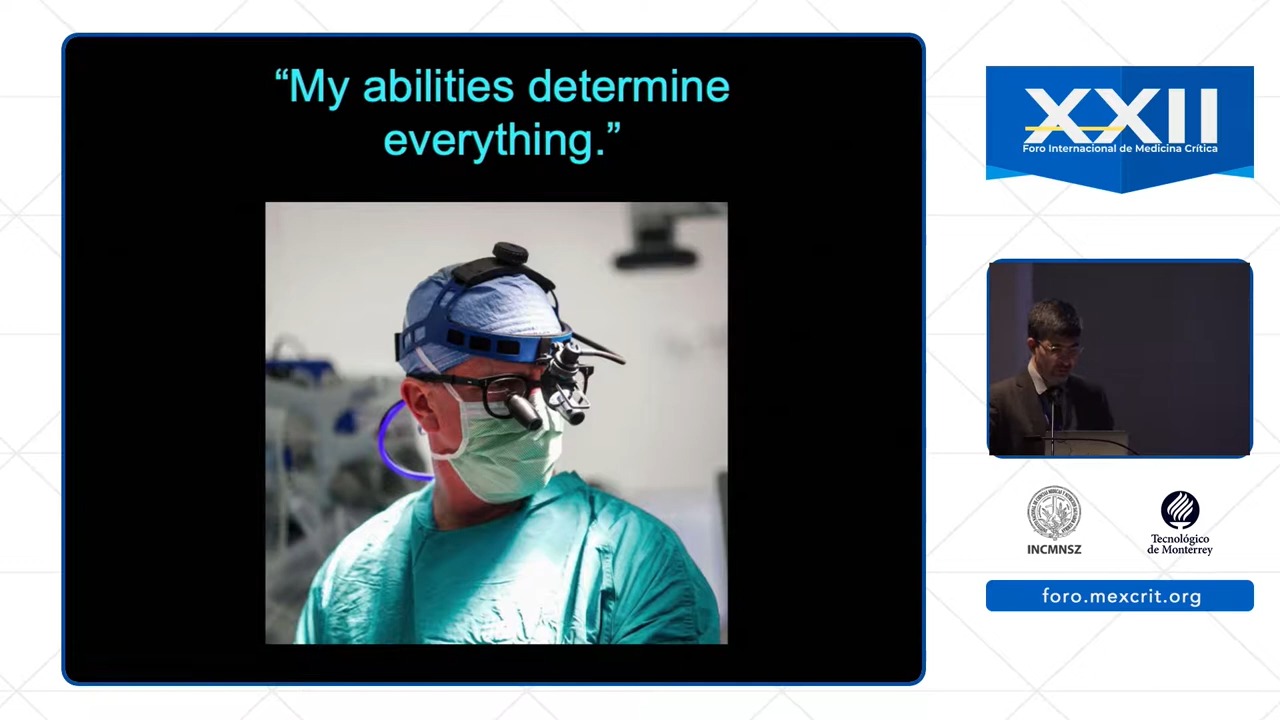 “My abilities determine
everything.”
XXII
Foro Internacional de Medicina Crítica
INCMNSZ
Tecnológico
de Monterrey
foro.mexcrit.org